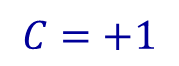 C = +1